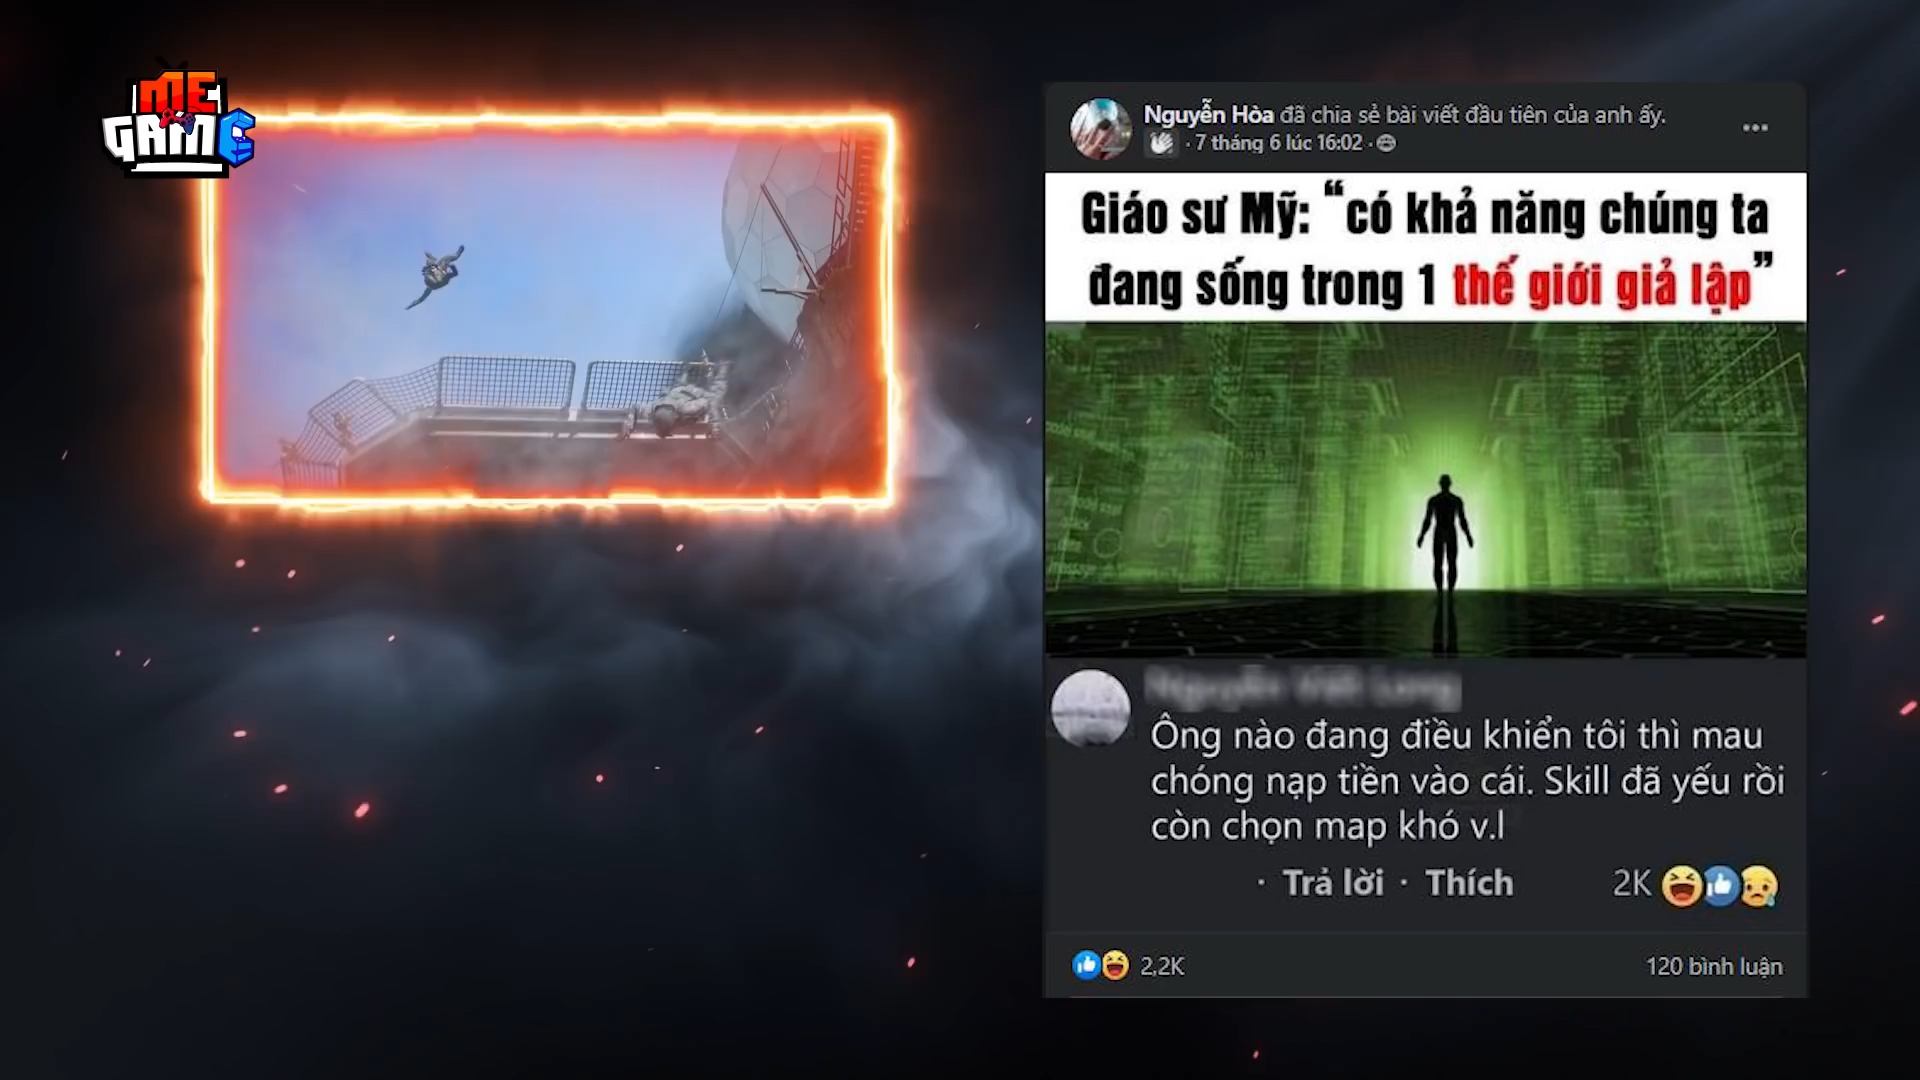 ME
GAME
Nguyễn Hòa đã chia sẻ bài viết đầu tiên của anh ấy.
· 7 tháng 6 lúc 16:02 ·
Giáo sư Mỹ: “có khả năng chúng ta
đang sống trong 1 thế giới giả lập”
Ông nào đang điều khiển tôi thì mau
chóng nạp tiền vào cái. Skill đã yếu rồi
còn chọn map khó v.l
· Trả lời · Thích 2K
2,2K 120 bình luận